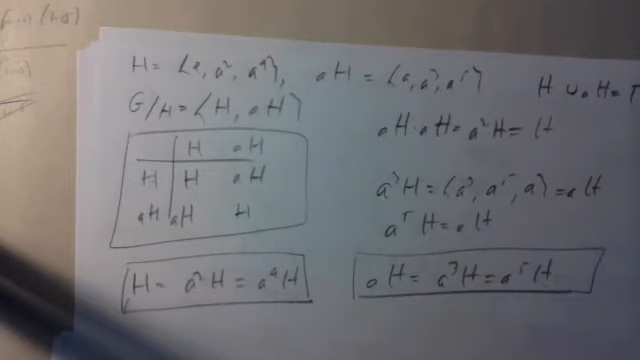 H = {e, a², a⁴}, aH = {a, a³, a⁵} H ∪ aH =
G/H = {H, aH}
aH·aH = a²H = H
H aH
H H aH
aH aH H
a³H = {a³, a⁵, a} = aH
a⁵H = aH
H = a²H = a⁴H
aH = a³H = a⁵H